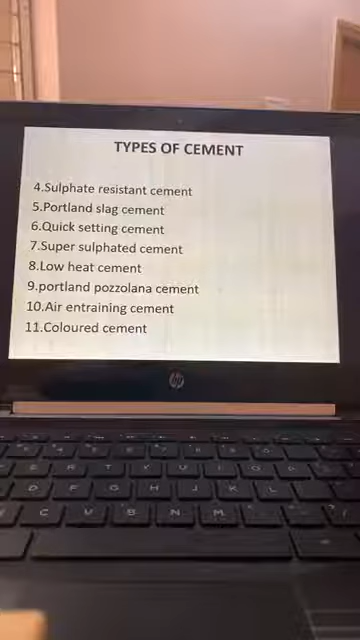 TYPES OF CEMENT
4.Sulphate resistant cement
5.Portland slag cement
6.Quick setting cement
7.Super sulphated cement
8.Low heat cement
9.portland pozzolana cement
10.Air entraining cement
11.Coloured cement
hp
E R T Y U I O
D F G H J K L
C V B N M